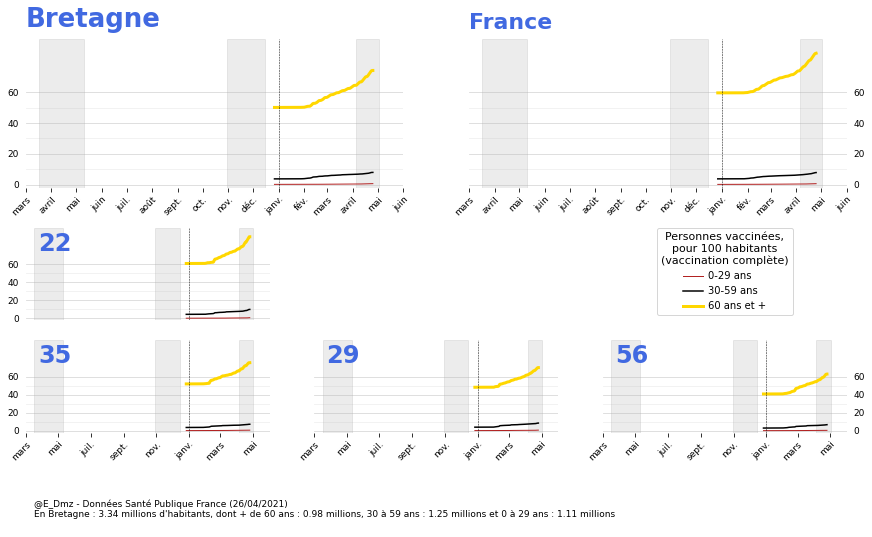 Bretagne
France
60
40
20
0
60
40
20
0
mars avril mai juin juil. août sept. oct. nov. déc. janv. fév. mars avril mai juin
mars avril mai juin juil. août sept. oct. nov. déc. janv. fév. mars avril mai juin
22
60
40
20
0
Personnes vaccinées,
pour 100 habitants
(vaccination complète)
0-29 ans
30-59 ans
60 ans et +
35
29
56
60
40
20
0
60
40
20
0
mars mai juil. sept. nov. janv. mars mai
mars mai juil. sept. nov. janv. mars mai
mars mai juil. sept. nov. janv. mars mai
@E_Dmz - Données Santé Publique France (26/04/2021)
En Bretagne : 3.34 millions d'habitants, dont + de 60 ans : 0.98 millions, 30 à 59 ans : 1.25 millions et 0 à 29 ans : 1.11 millions